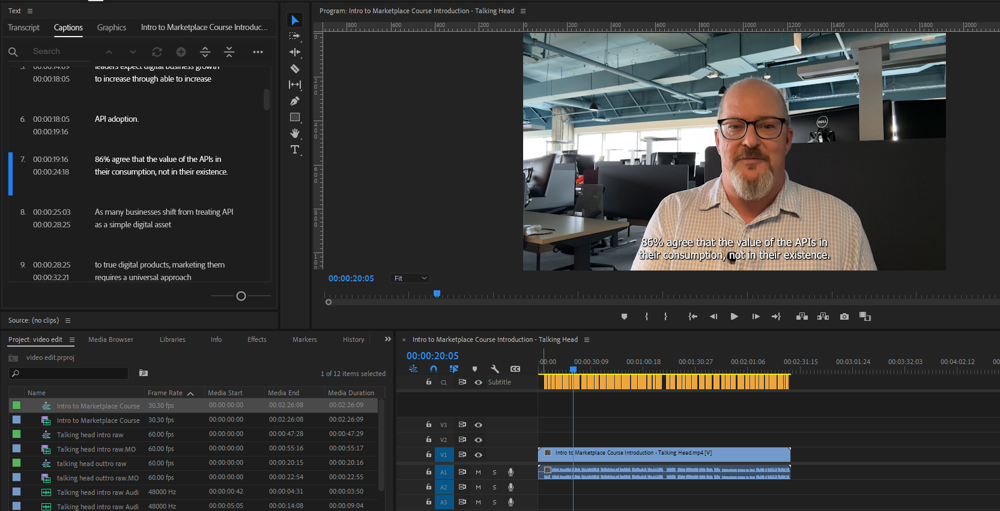 Text
Transcript Captions Graphics Intro to Marketplace Course Introduc...
Search
5. 00:00:14:09 leaders expect digital business growth
00:00:18:05 to increase through able to increase
6. 00:00:18:05 API adoption.
00:00:19:16
7. 00:00:19:16 86% agree that the value of the APIs in
00:00:24:18 their consumption, not in their existence.
8. 00:00:25:03 As many businesses shift from treating API
00:00:28:25 as a simple digital asset
9. 00:00:28:25 to true digital products, marketing them
00:00:32:21 requires a universal approach
Source: (no clips)
Program: Intro to Marketplace Course Introduction - Talking Head
800 600 400 200 0 200 400 600 800 1000 1200 1400 1600 1800 2000
0
200
400
600
800
100
DELL
86% agree that the value of the APIs in
their consumption, not in their existence.
00:00:20:05 Fit
Project: video edit Media Browser Libraries Info Effects Markers History
video edit.prproj
1 of 12 items selected
Name Frame Rate Media Start Media End Media Duration
Intro to Marketplace Course 30.30 fps 00:00:00:00 00:02:26:08 00:02:26:09
Intro to Marketplace Course 30.30 fps 00:00:00:00 00:02:26:08 00:02:26:09
Talking head intro raw 60.00 fps 00:00:00:00 00:00:47:28 00:00:47:29
Talking head intro raw.MO 60.00 fps 00:00:00:00 00:00:55:16 00:00:55:17
talking head outtro raw 60.00 fps 00:00:00:00 00:00:20:15 00:00:20:16
talking head outtro raw.MO 60.00 fps 00:00:00:00 00:00:22:54 00:00:22:55
Talking head intro raw Audi 48000 Hz 00:00:00:42 00:00:04:31 00:00:03:50
Talking head intro raw Audi 48000 Hz 00:00:05:05 00:00:14:08 00:00:09:04
× Intro to Marketplace Course Introduction - Talking Head
00:00:20:05
:00:00 00:00:30:09 00:01:00:18 00:01:30:27 00:02:01:06 00:02:31:15 00:03:01:24 00:03:32:03 00:04:02:12 00
CC
C1 Subtitle
V3
V2
V1 fx Intro to Marketplace Course Introduction - Talking Head.mp4 [V]
A1 M S fx
A2 M S
A3 M S